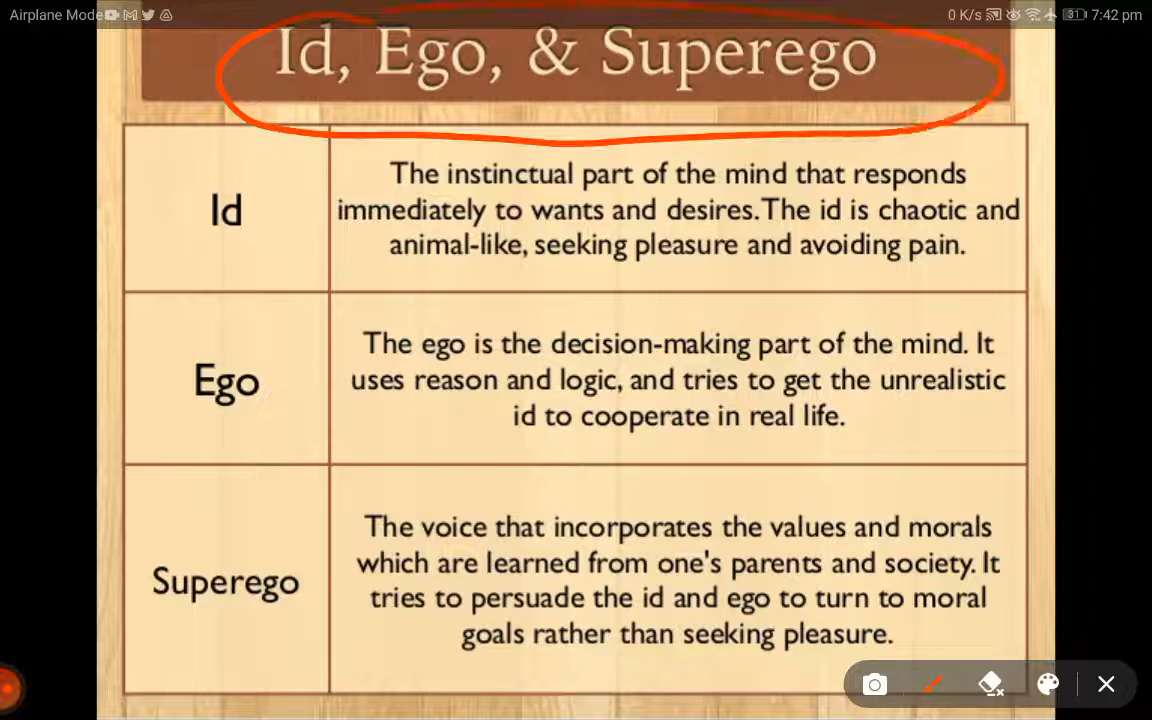 Airplane Mode 0 K/s 31 7:42 pm
Id, Ego, & Superego
Id
The instinctual part of the mind that responds
immediately to wants and desires.The id is chaotic and
animal-like, seeking pleasure and avoiding pain.
Ego
The ego is the decision-making part of the mind. It
uses reason and logic, and tries to get the unrealistic
id to cooperate in real life.
Superego
The voice that incorporates the values and morals
which are learned from one's parents and society. It
tries to persuade the id and ego to turn to moral
goals rather than seeking pleasure.